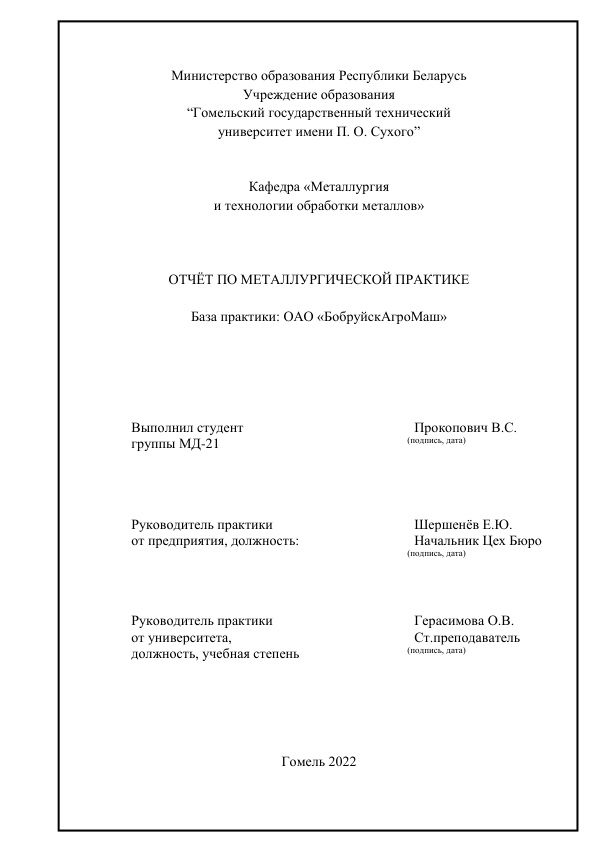 Министерство образования Республики Беларусь
Учреждение образования
“Гомельский государственный технический
университет имени П. О. Сухого”
Кафедра «Металлургия
и технологии обработки металлов»
ОТЧЁТ ПО МЕТАЛЛУРГИЧЕСКОЙ ПРАКТИКЕ
База практики: ОАО «БобруйскАгроМаш»
Выполнил студент Прокопович В.С.
группы МД-21 (подпись, дата)
Руководитель практики Шершенёв Е.Ю.
от предприятия, должность: Начальник Цех Бюро
(подпись, дата)
Руководитель практики Герасимова О.В.
от университета, Ст.преподаватель
должность, учебная степень (подпись, дата)
Гомель 2022